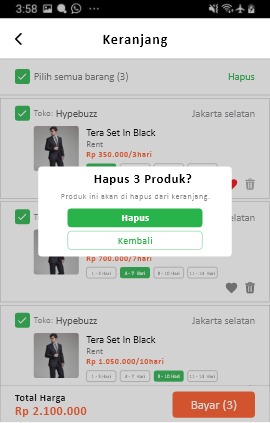 3:58
Keranjang
Pilih semua barang (3)
Hapus
Toko: Hypebuzz
Jakarta selatan
Tera Set In Black
Rent
Rp 350.000/3hari
Hapus 3 Produk?
Produk ini akan di hapus dari keranjang.
Hapus
Kembali
Rp 700.000/7hari
1 - 3 Hari
4 - 7 Hari
8 - 10 Hari
11 - 14 Hari
Toko: Hypebuzz
Jakarta selatan
Tera Set In Black
Rent
Rp 1.050.000/10hari
1 - 3 Hari
4 - 7 Hari
8 - 10 Hari
11 - 14 Hari
Total Harga
Rp 2.100.000
Bayar (3)